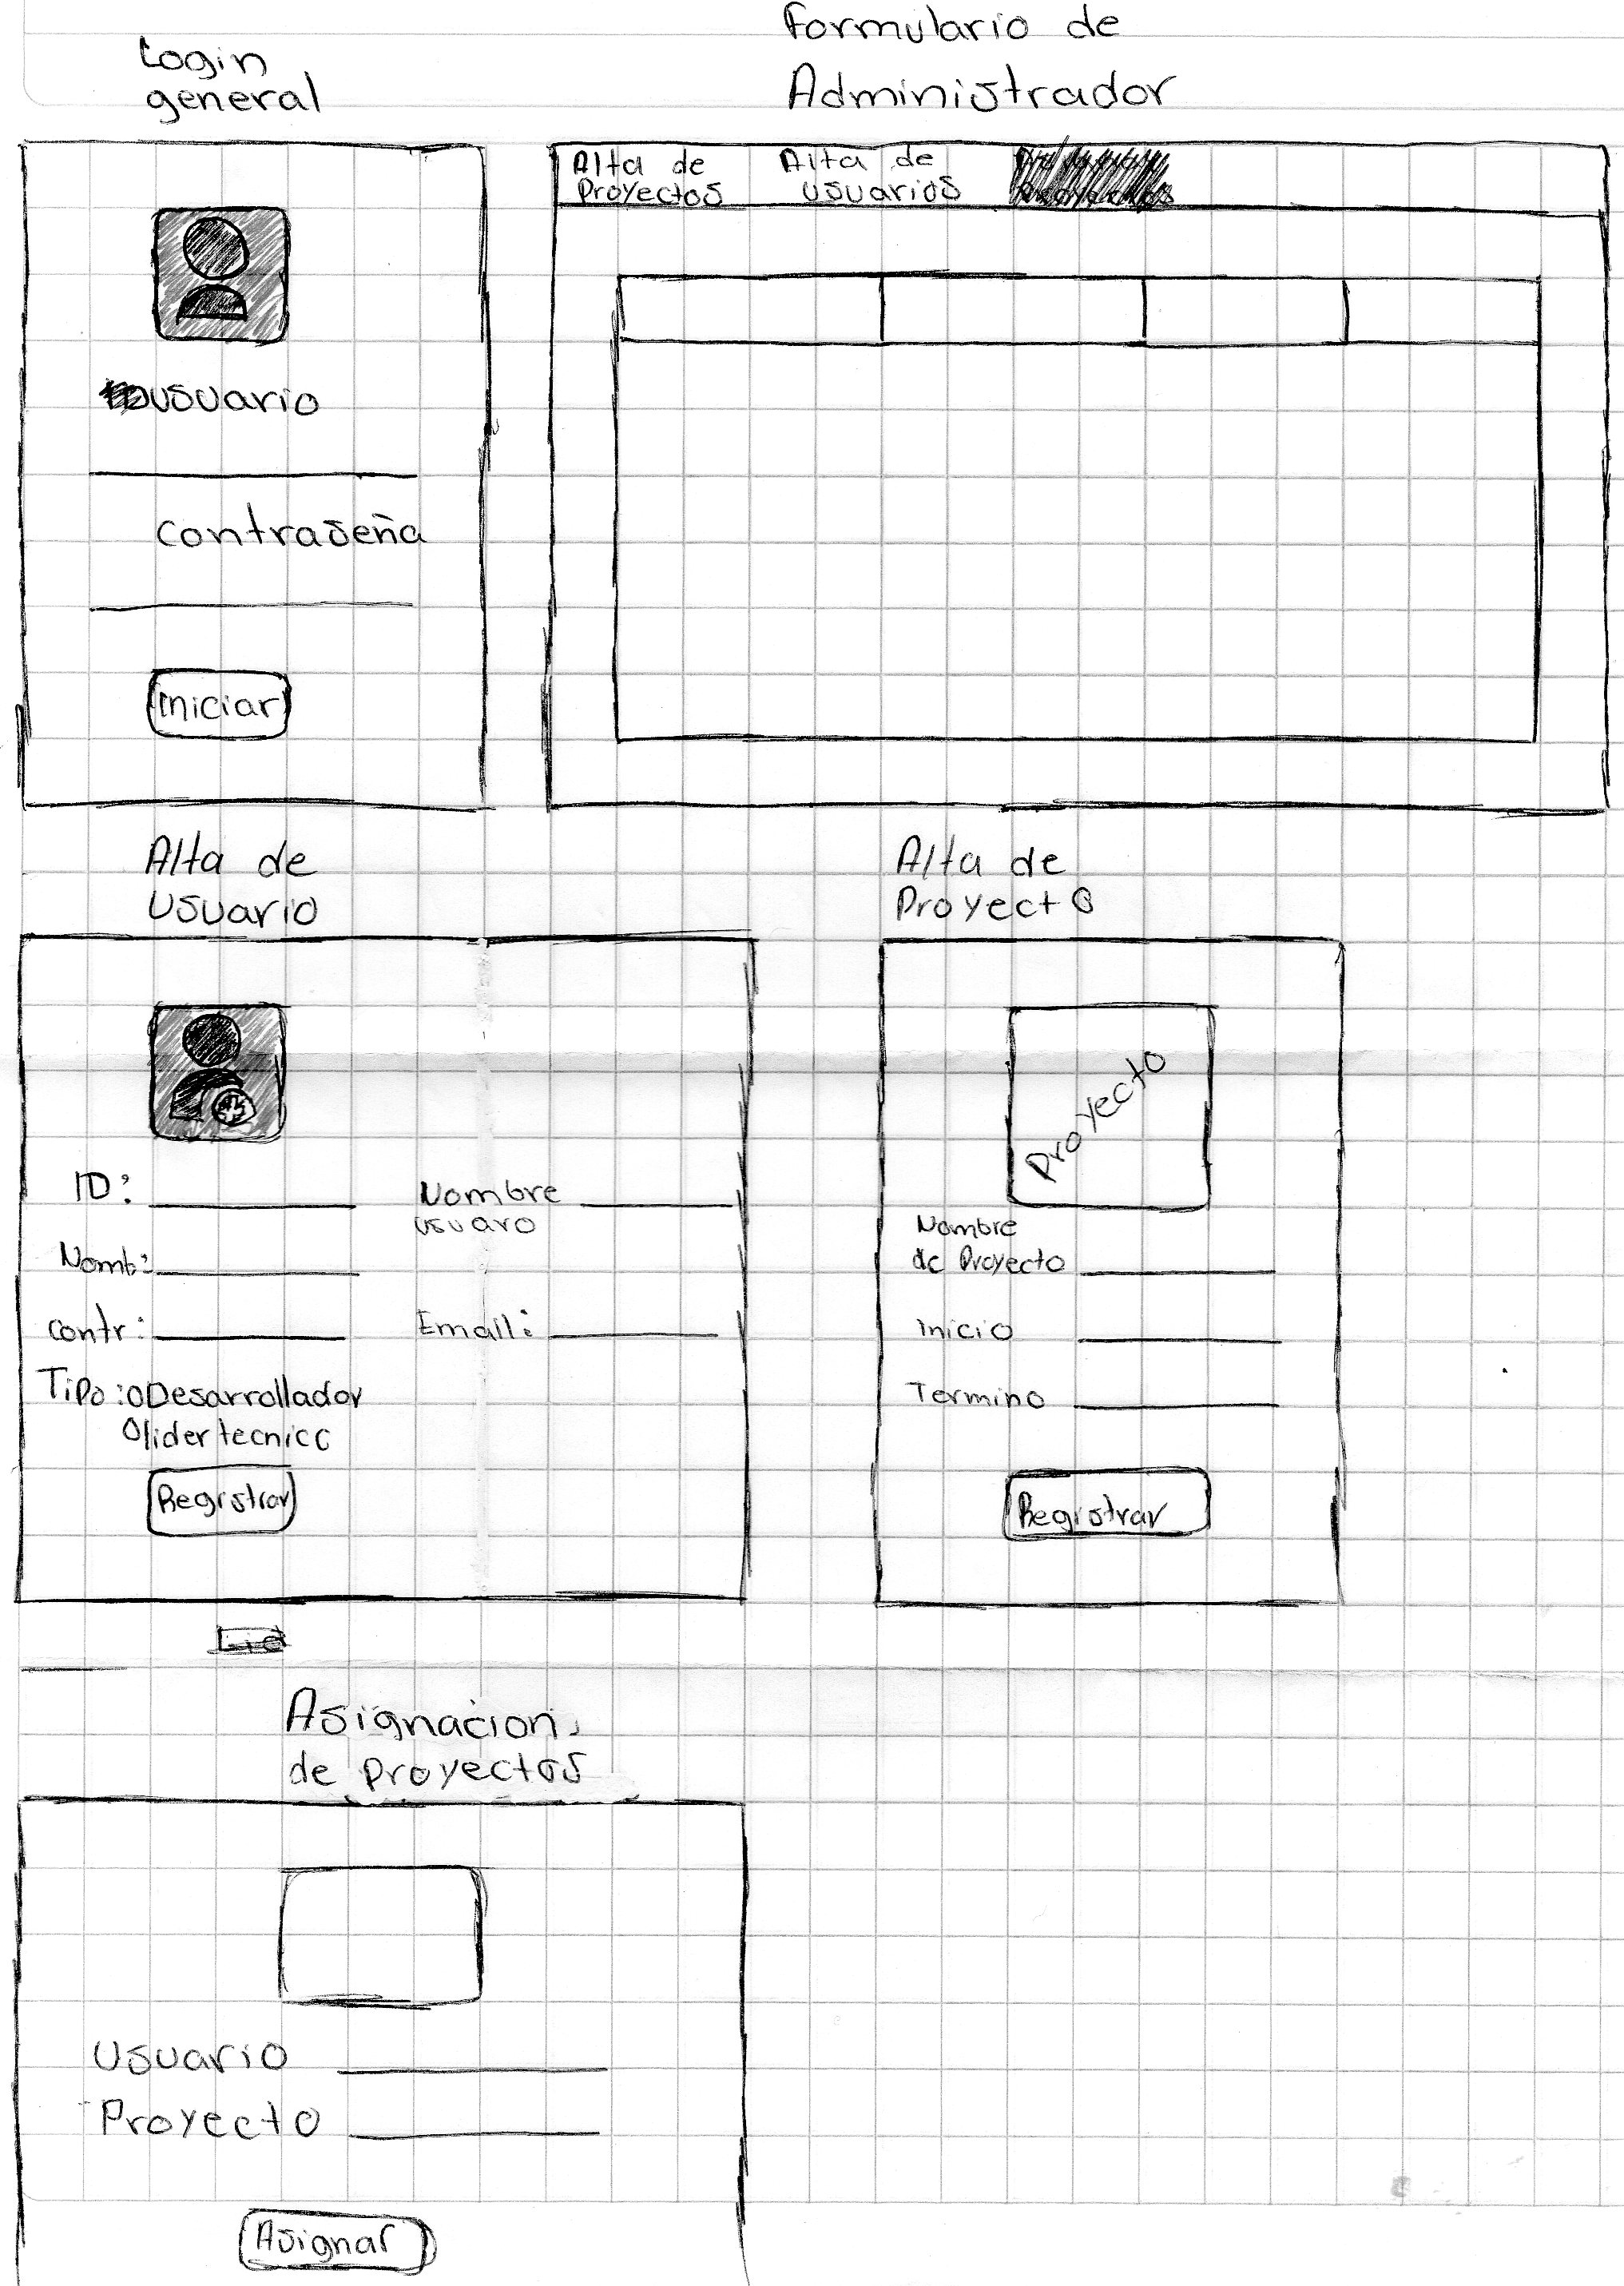 Login
general
Formulario de
Administrador
Alta de
Proyectos
Alta de
usuarios
usuario
contraseña
Iniciar
Alta de
Usuario
Alta de
Proyecto
ID:
Nombre
usuaro
Nomb:
contr:
Email:
Tipo: o Desarrollador
o lider tecnico
Registrar
Proyecto
Nombre
de Proyecto
Inicio
Termino
Registrar
Lid
Asignacion
de Proyectos
Usuario
Proyecto
Asignar